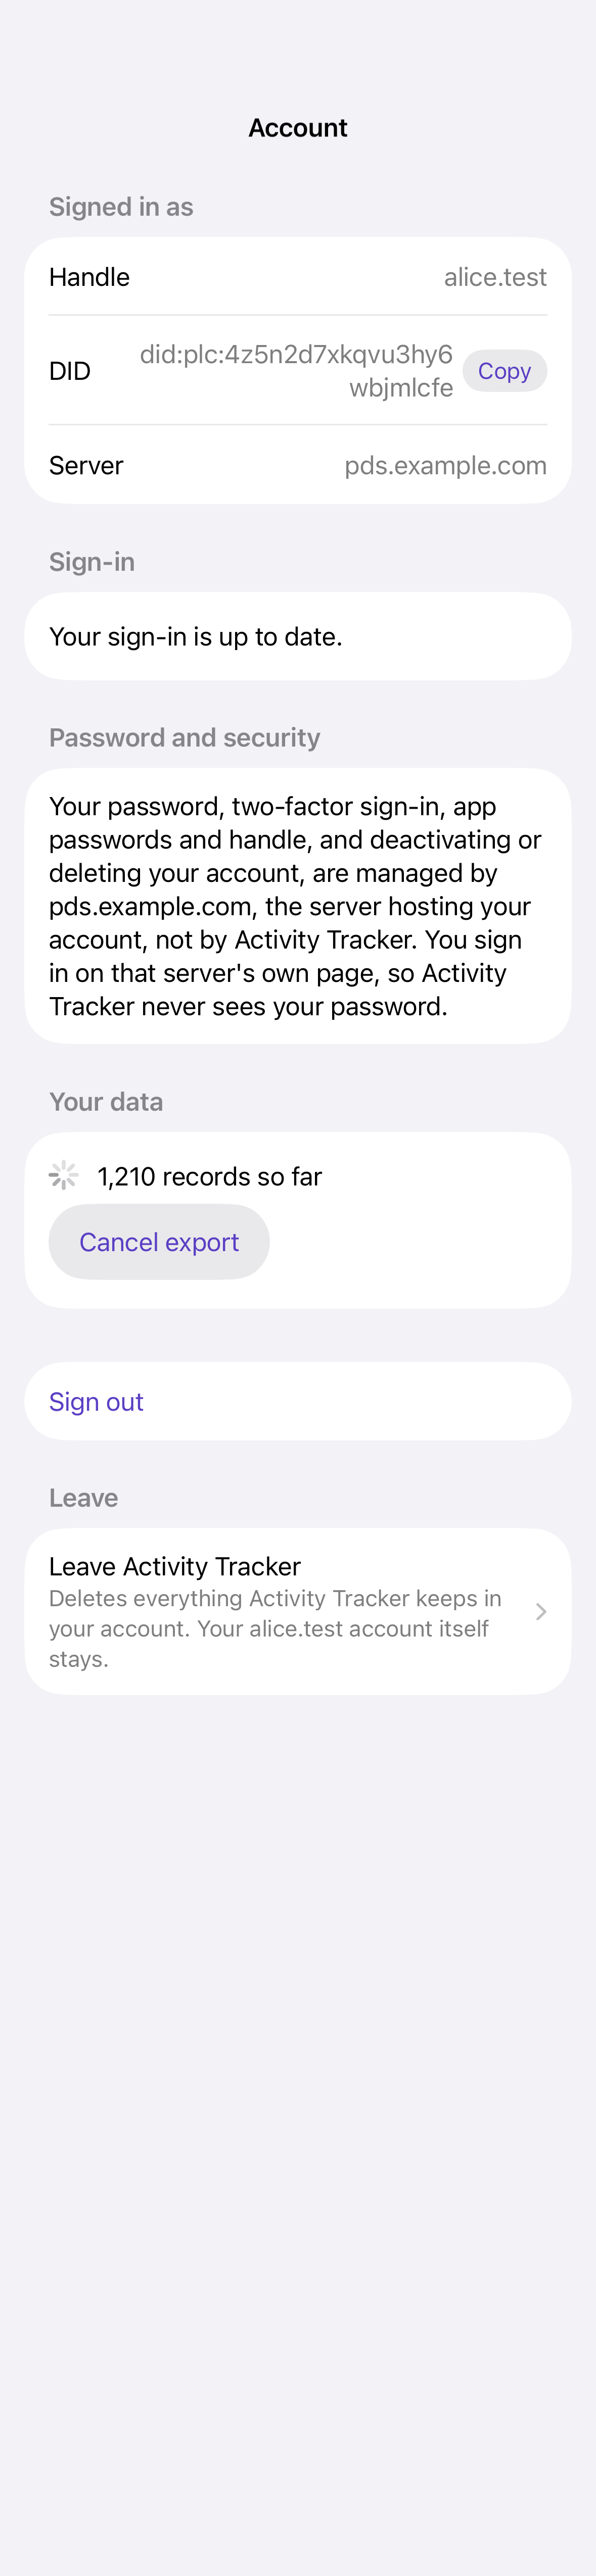 Account
Signed in as
Handle
alice.test
DID
did:plc:4z5n2d7xkqvu3hy6
wbjmlcfe
Copy
Server
pds.example.com
Sign-in
Your sign-in is up to date.
Password and security
Your password, two-factor sign-in, app
passwords and handle, and deactivating or
deleting your account, are managed by
pds.example.com, the server hosting your
account, not by Activity Tracker. You sign
in on that server's own page, so Activity
Tracker never sees your password.
Your data
1,210 records so far
Cancel export
Sign out
Leave
Leave Activity Tracker
Deletes everything Activity Tracker keeps in
your account. Your alice.test account itself
stays.